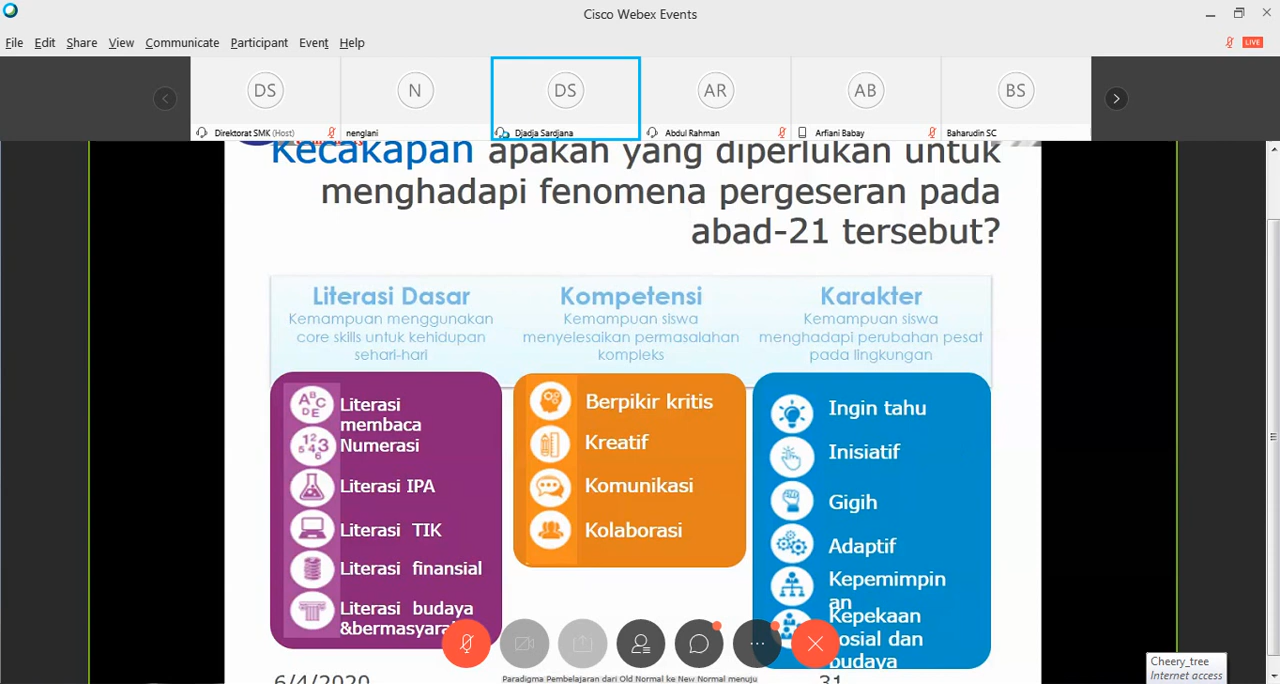 Cisco Webex Events
File Edit Share View Communicate Participant Event Help
LIVE
DS
N
DS
AR
AB
BS
Direktorat SMK (Host)
nenglani
Djadja Sardjana
Abdul Rahman
Arfiani Babay
Baharudin SC
Kecakapan apakah yang diperlukan untuk
menghadapi fenomena pergeseran pada
abad-21 tersebut?
Literasi Dasar
Kemampuan menggunakan
core skills untuk kehidupan
sehari-hari
ABC
DE
Literasi
membaca
Numerasi
Literasi IPA
Literasi TIK
Literasi finansial
Literasi budaya
Kompetensi
Kemampuan siswa
menyelesaikan permasalahan
kompleks
Berpikir kritis
Kreatif
Komunikasi
Kolaborasi
Karakter
Kemampuan siswa
menghadapi perubahan pesat
pada lingkungan
Ingin tahu
Inisiatif
Gigih
Adaptif
Kepemimpin
an
Kepekaan
sosial dan
budaya
6/4/2020
Paradigma Pembelajaran dari Old Normal ke New Normal menuju
31
Cheery_tree
Internet access